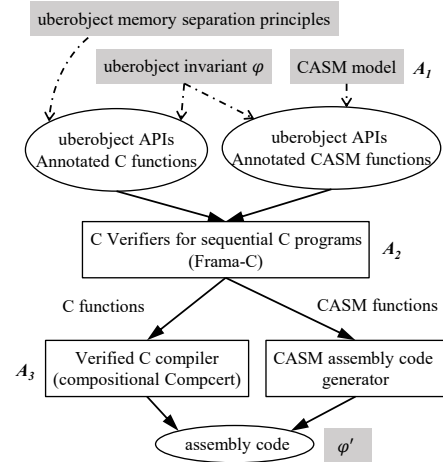 uberobject memory separation principles
uberobject invariant φ
CASM model
A1
uberobject APIs
Annotated C functions
uberobject APIs
Annotated CASM functions
C Verifiers for sequential C programs
(Frama-C)
A2
C functions
CASM functions
A3
Verified C compiler
(compositional Compcert)
CASM assembly code
generator
assembly code
φ'